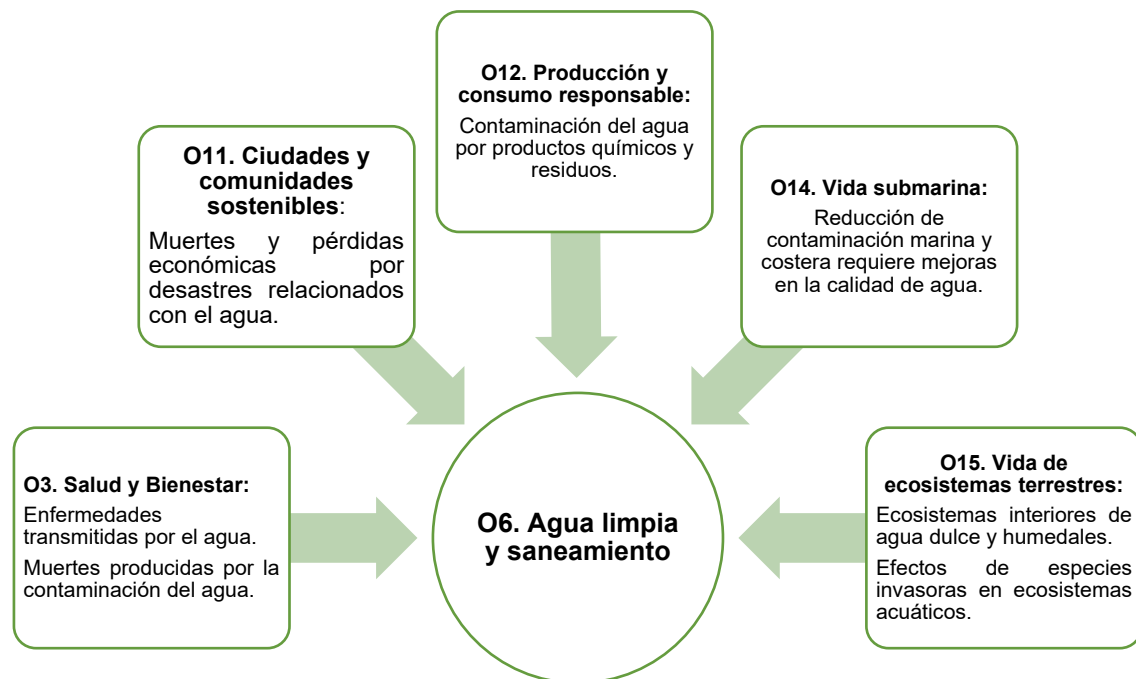 O12. Producción y
consumo responsable:
Contaminación del agua
por productos químicos y
residuos.
O11. Ciudades y
comunidades
sostenibles:
Muertes y pérdidas
económicas por
desastres relacionados
con el agua.
O14. Vida submarina:
Reducción de
contaminación marina y
costera requiere mejoras
en la calidad de agua.
O3. Salud y Bienestar:
Enfermedades
transmitidas por el agua.
Muertes producidas por la
contaminación del agua.
O6. Agua limpia
y saneamiento
O15. Vida de
ecosistemas terrestres:
Ecosistemas interiores de
agua dulce y humedales.
Efectos de especies
invasoras en ecosistemas
acuáticos.